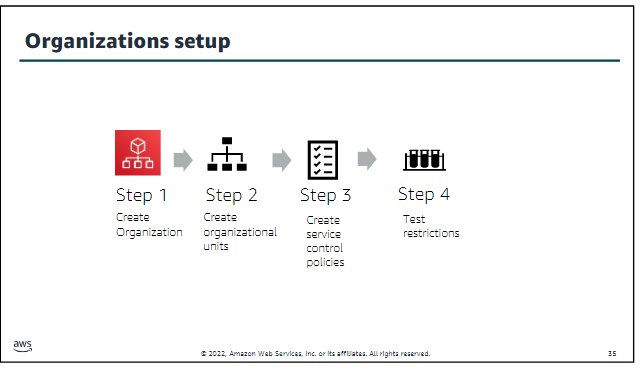 Organizations setup
Step 1
Create
Organization
Step 2
Create
organizational
units
Step 3
Create
service
control
policies
Step 4
Test
restrictions
aws
© 2022, Amazon Web Services, Inc. or its affiliates. All rights reserved.
35